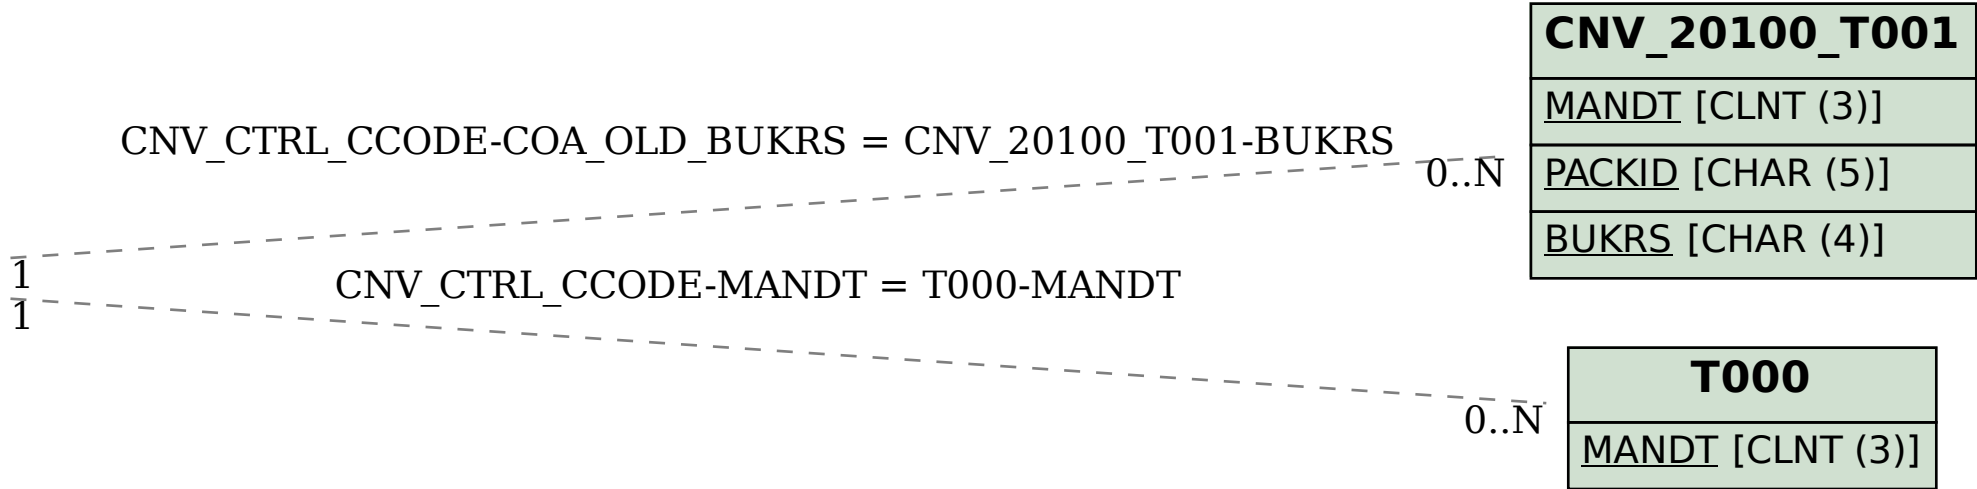 CNV_20100_T001
MANDT [CLNT (3)]
CNV_CTRL_CCODE-COA_OLD_BUKRS = CNV_20100_T001-BUKRS
0..N
PACKID [CHAR (5)]
BUKRS [CHAR (4)]
1
CNV_CTRL_CCODE-MANDT = T000-MANDT
1
T000
0..N
MANDT [CLNT (3)]